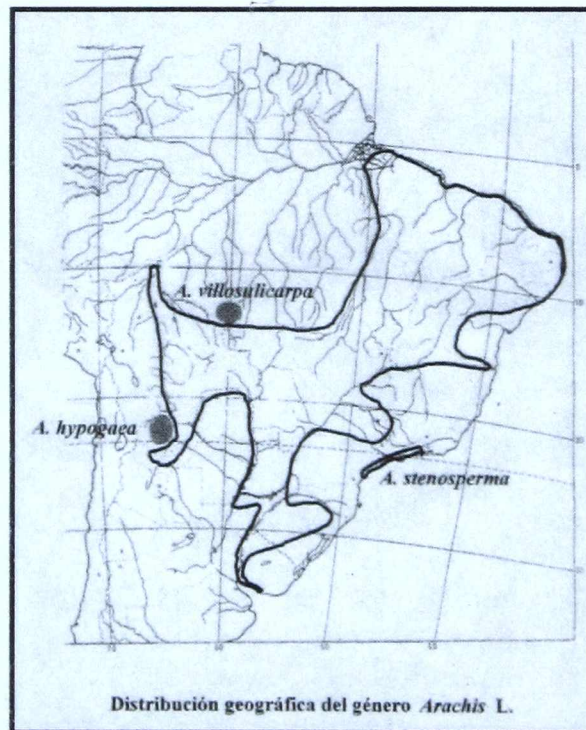 A. villosulicarpa
A. hypogaea
A. stenosperma
Distribución geográfica del género Arachis L.